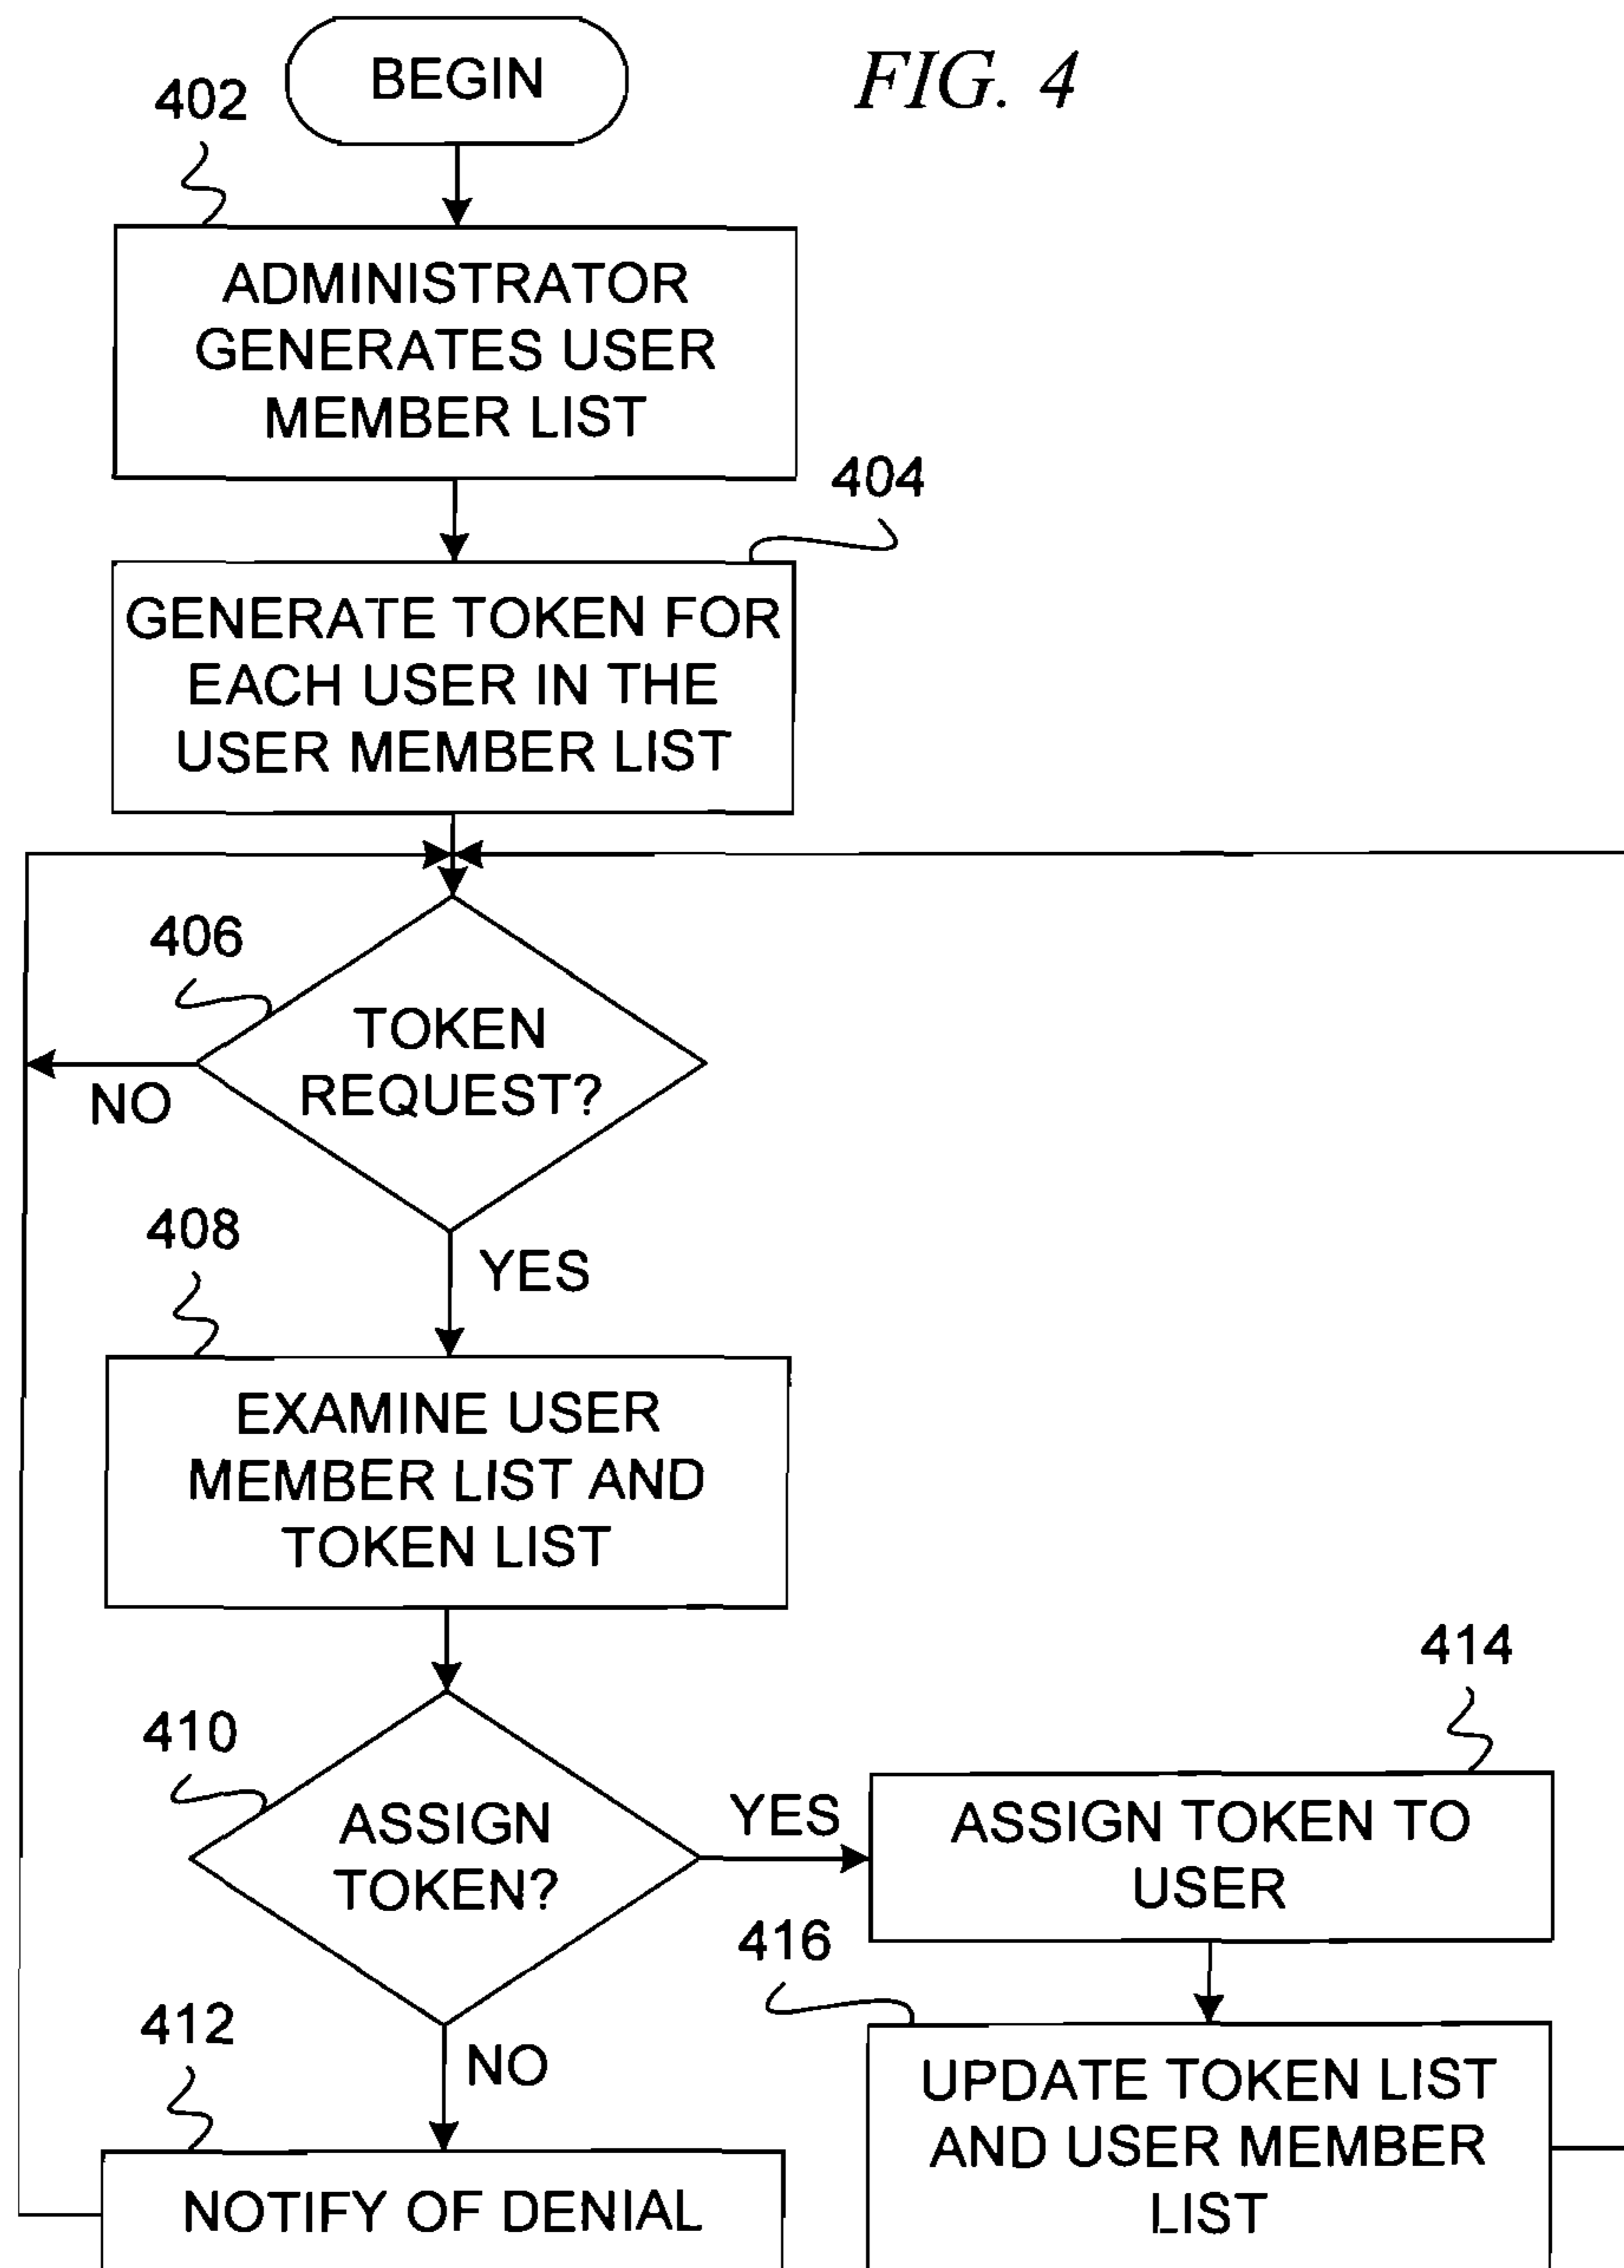 FIG. 4
BEGIN
402
ADMINISTRATOR
GENERATES USER
MEMBER LIST
404
GENERATE TOKEN FOR
EACH USER IN THE
USER MEMBER LIST
406
TOKEN
REQUEST?
NO
408
YES
EXAMINE USER
MEMBER LIST AND
TOKEN LIST
410
ASSIGN
TOKEN?
YES
414
ASSIGN TOKEN TO
USER
416
UPDATE TOKEN LIST
AND USER MEMBER
LIST
NO
412
NOTIFY OF DENIAL